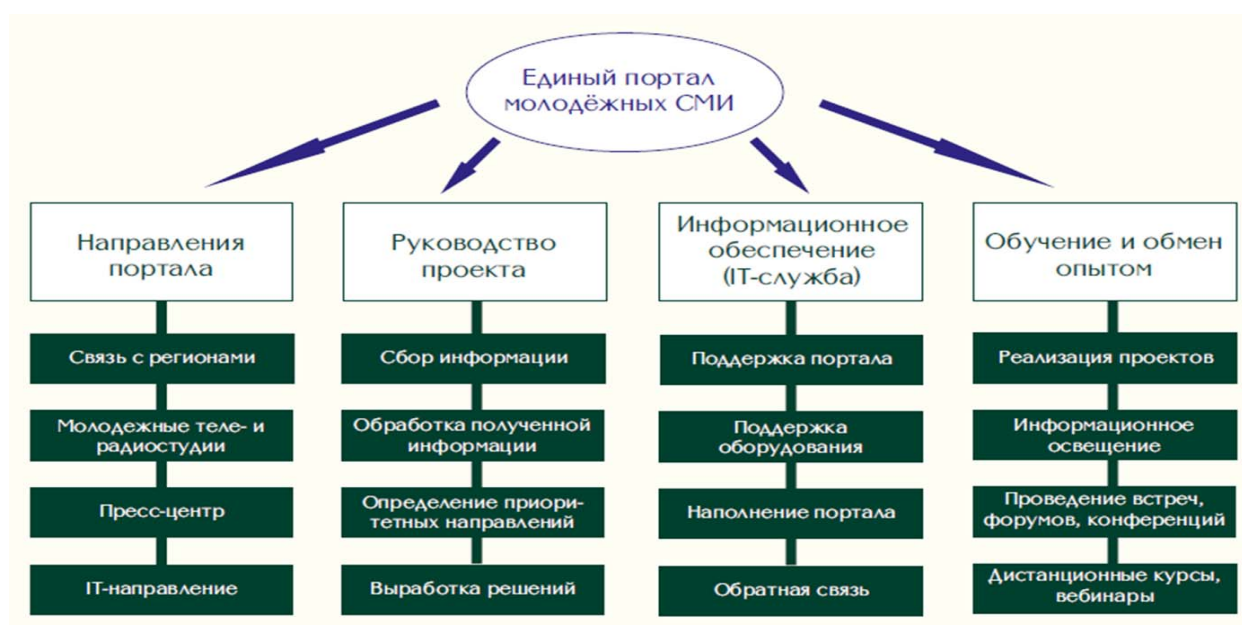 Единый портал
молодёжных СМИ
Направления
портала
Связь с регионами
Молодежные теле- и
радиостудии
Пресс-центр
IT-направление
Руководство
проекта
Сбор информации
Обработка полученной
информации
Определение приори-
тетных направлений
Выработка решений
Информационное
обеспечение
(IT-служба)
Поддержка портала
Поддержка
оборудования
Наполнение портала
Обратная связь
Обучение и обмен
опытом
Реализация проектов
Информационное
освещение
Проведение встреч,
форумов, конференций
Дистанционные курсы,
вебинары